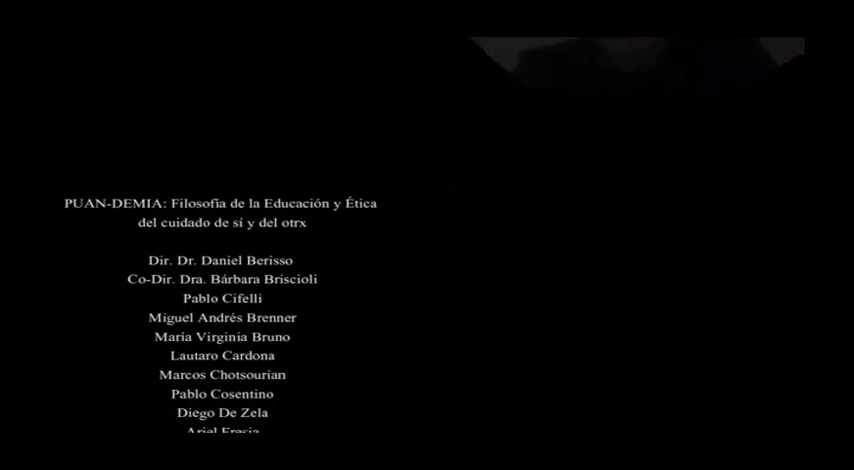 PUAN-DEMIA: Filosofía de la Educación y Ética
del cuidado de sí y del otrx
Dir. Dr. Daniel Berisso
Co-Dir. Dra. Bárbara Briscioli
Pablo Cifelli
Miguel Andrés Brenner
María Virginia Bruno
Lautaro Cardona
Marcos Chotsourian
Pablo Cosentino
Diego De Zela
Ariel Fresia